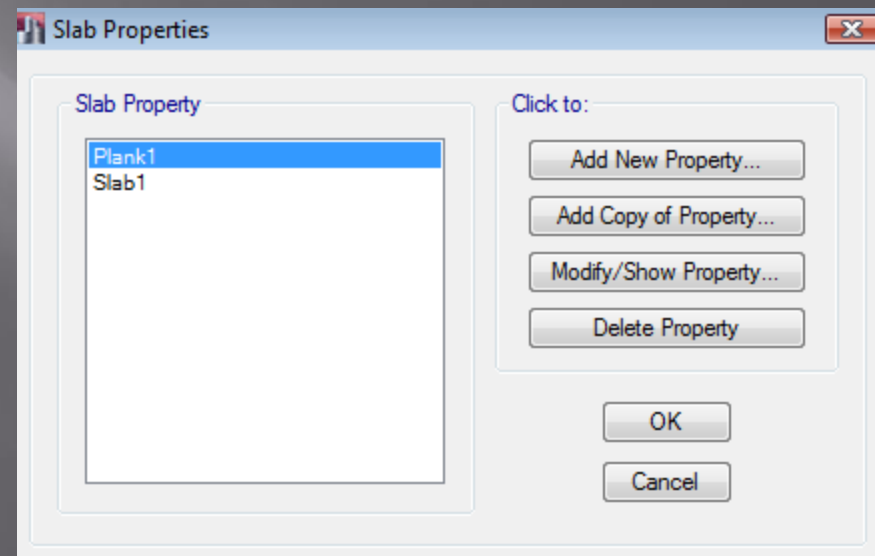 Slab Properties
Slab Property
Plank1
Slab1
Click to:
Add New Property...
Add Copy of Property...
Modify/Show Property...
Delete Property
OK
Cancel